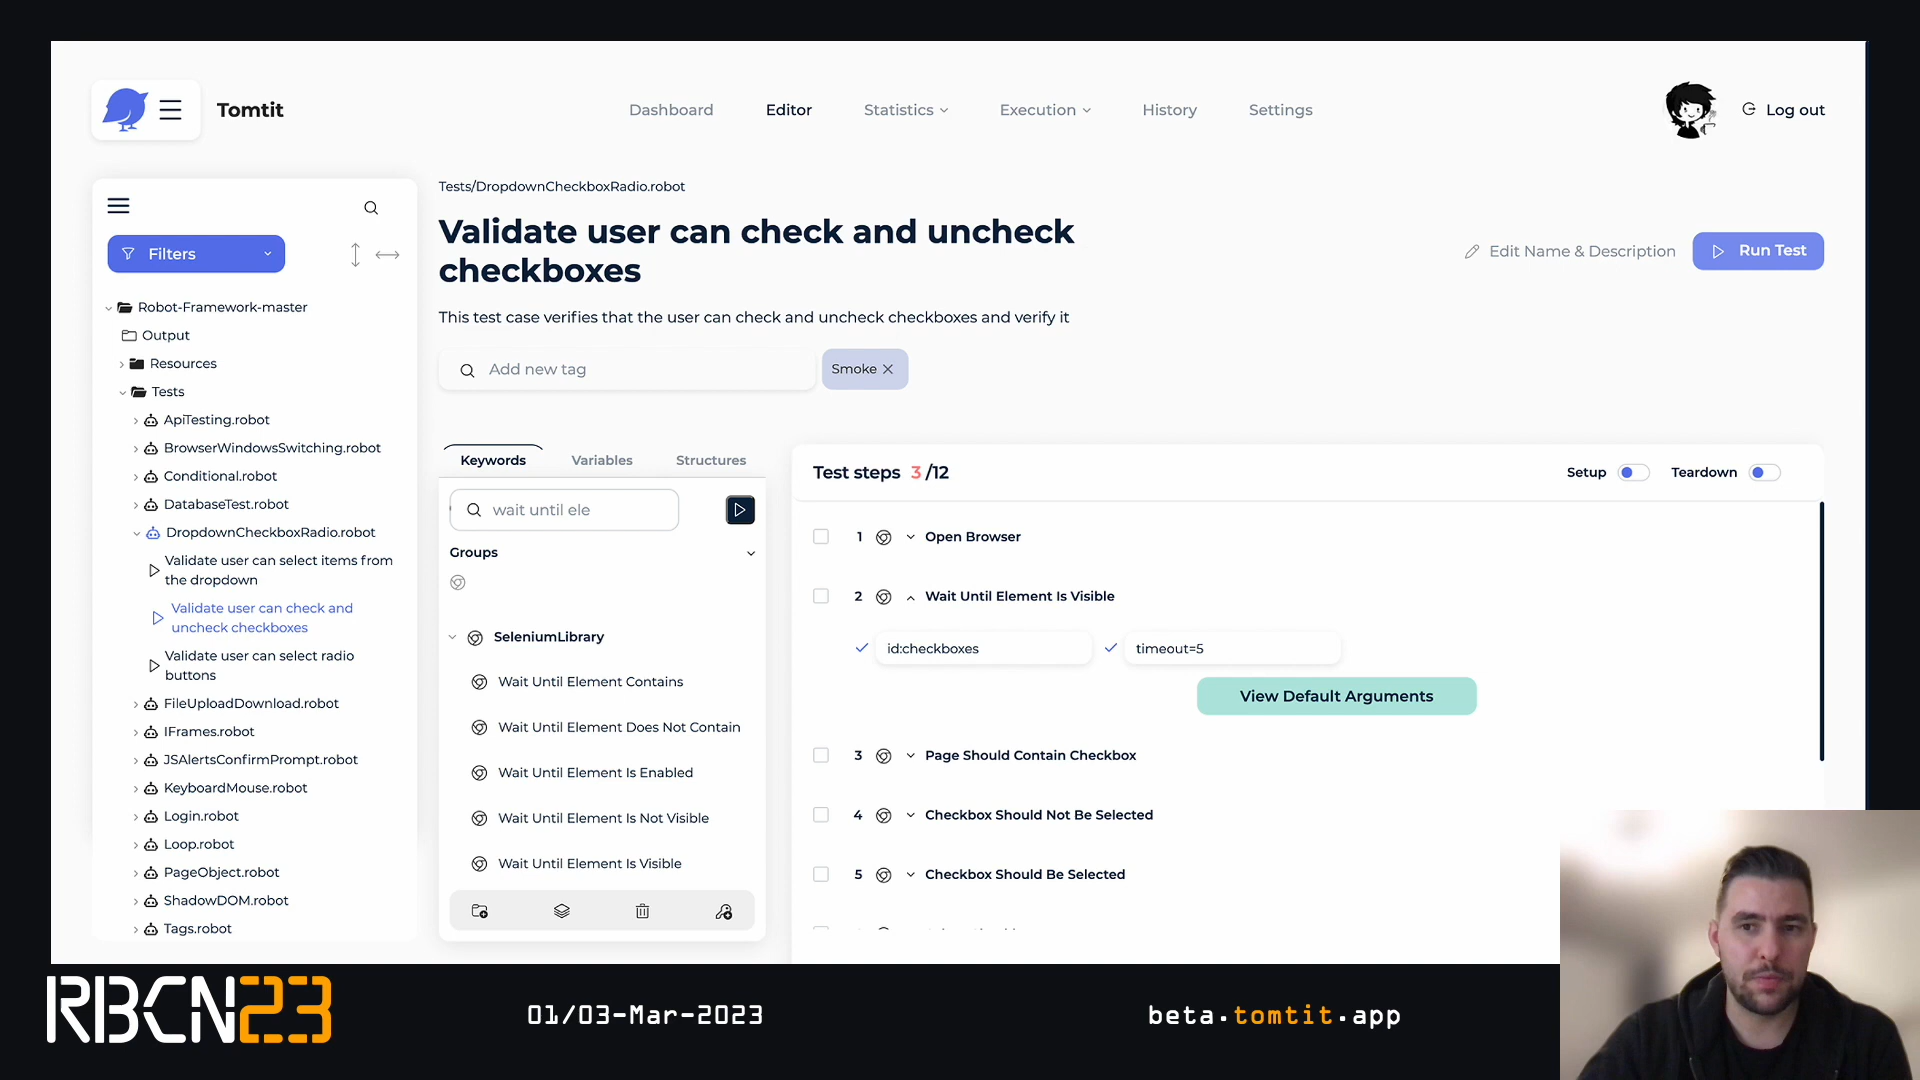 Tomtit
Dashboard
Editor
Statistics
Execution
History
Settings
Log out
Filters
Robot-Framework-master
Output
Resources
Tests
ApiTesting.robot
BrowserWindowsSwitching.robot
Conditional.robot
DatabaseTest.robot
DropdownCheckboxRadio.robot
Validate user can select items from
the dropdown
Validate user can check and
uncheck checkboxes
Validate user can select radio
buttons
FileUploadDownload.robot
IFrames.robot
JSAlertsConfirmPrompt.robot
KeyboardMouse.robot
Login.robot
Loop.robot
PageObject.robot
ShadowDOM.robot
Tags.robot
Tests/DropdownCheckboxRadio.robot
Validate user can check and uncheck
checkboxes
Edit Name & Description
Run Test
This test case verifies that the user can check and uncheck checkboxes and verify it
Add new tag
Smoke
Keywords
Variables
Structures
wait until ele
Groups
SeleniumLibrary
Wait Until Element Contains
Wait Until Element Does Not Contain
Wait Until Element Is Enabled
Wait Until Element Is Not Visible
Wait Until Element Is Visible
Test steps 3 /12
Setup
Teardown
1 Open Browser
2 Wait Until Element Is Visible
id:checkboxes
timeout=5
View Default Arguments
3 Page Should Contain Checkbox
4 Checkbox Should Not Be Selected
5 Checkbox Should Be Selected
RBCN23
01/03-Mar-2023
beta.tomtit.app